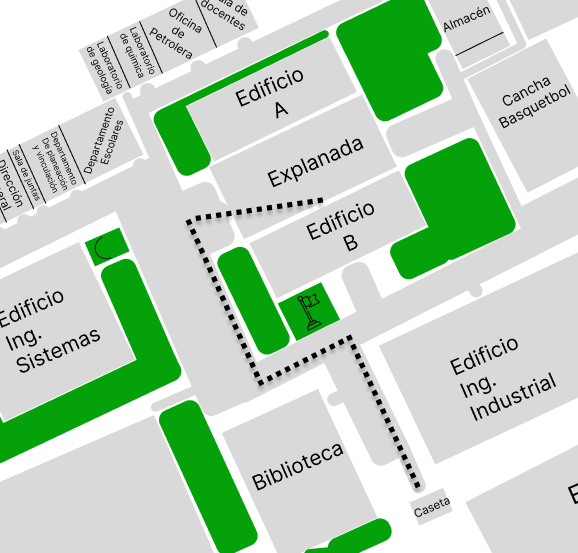 Laboratorio
de geología
Laboratorio
de química
Oficina
de
Petrolera
de
docentes
Almacén
Edificio
A
Cancha
Basquetbol
Explanada
Departamento
Escolares
Departamento
De planeación
y vinculación
Sala de juntas
Dirección
Edificio
B
Edificio
Ing.
Sistemas
Edificio
Ing.
Industrial
Biblioteca
Caseta